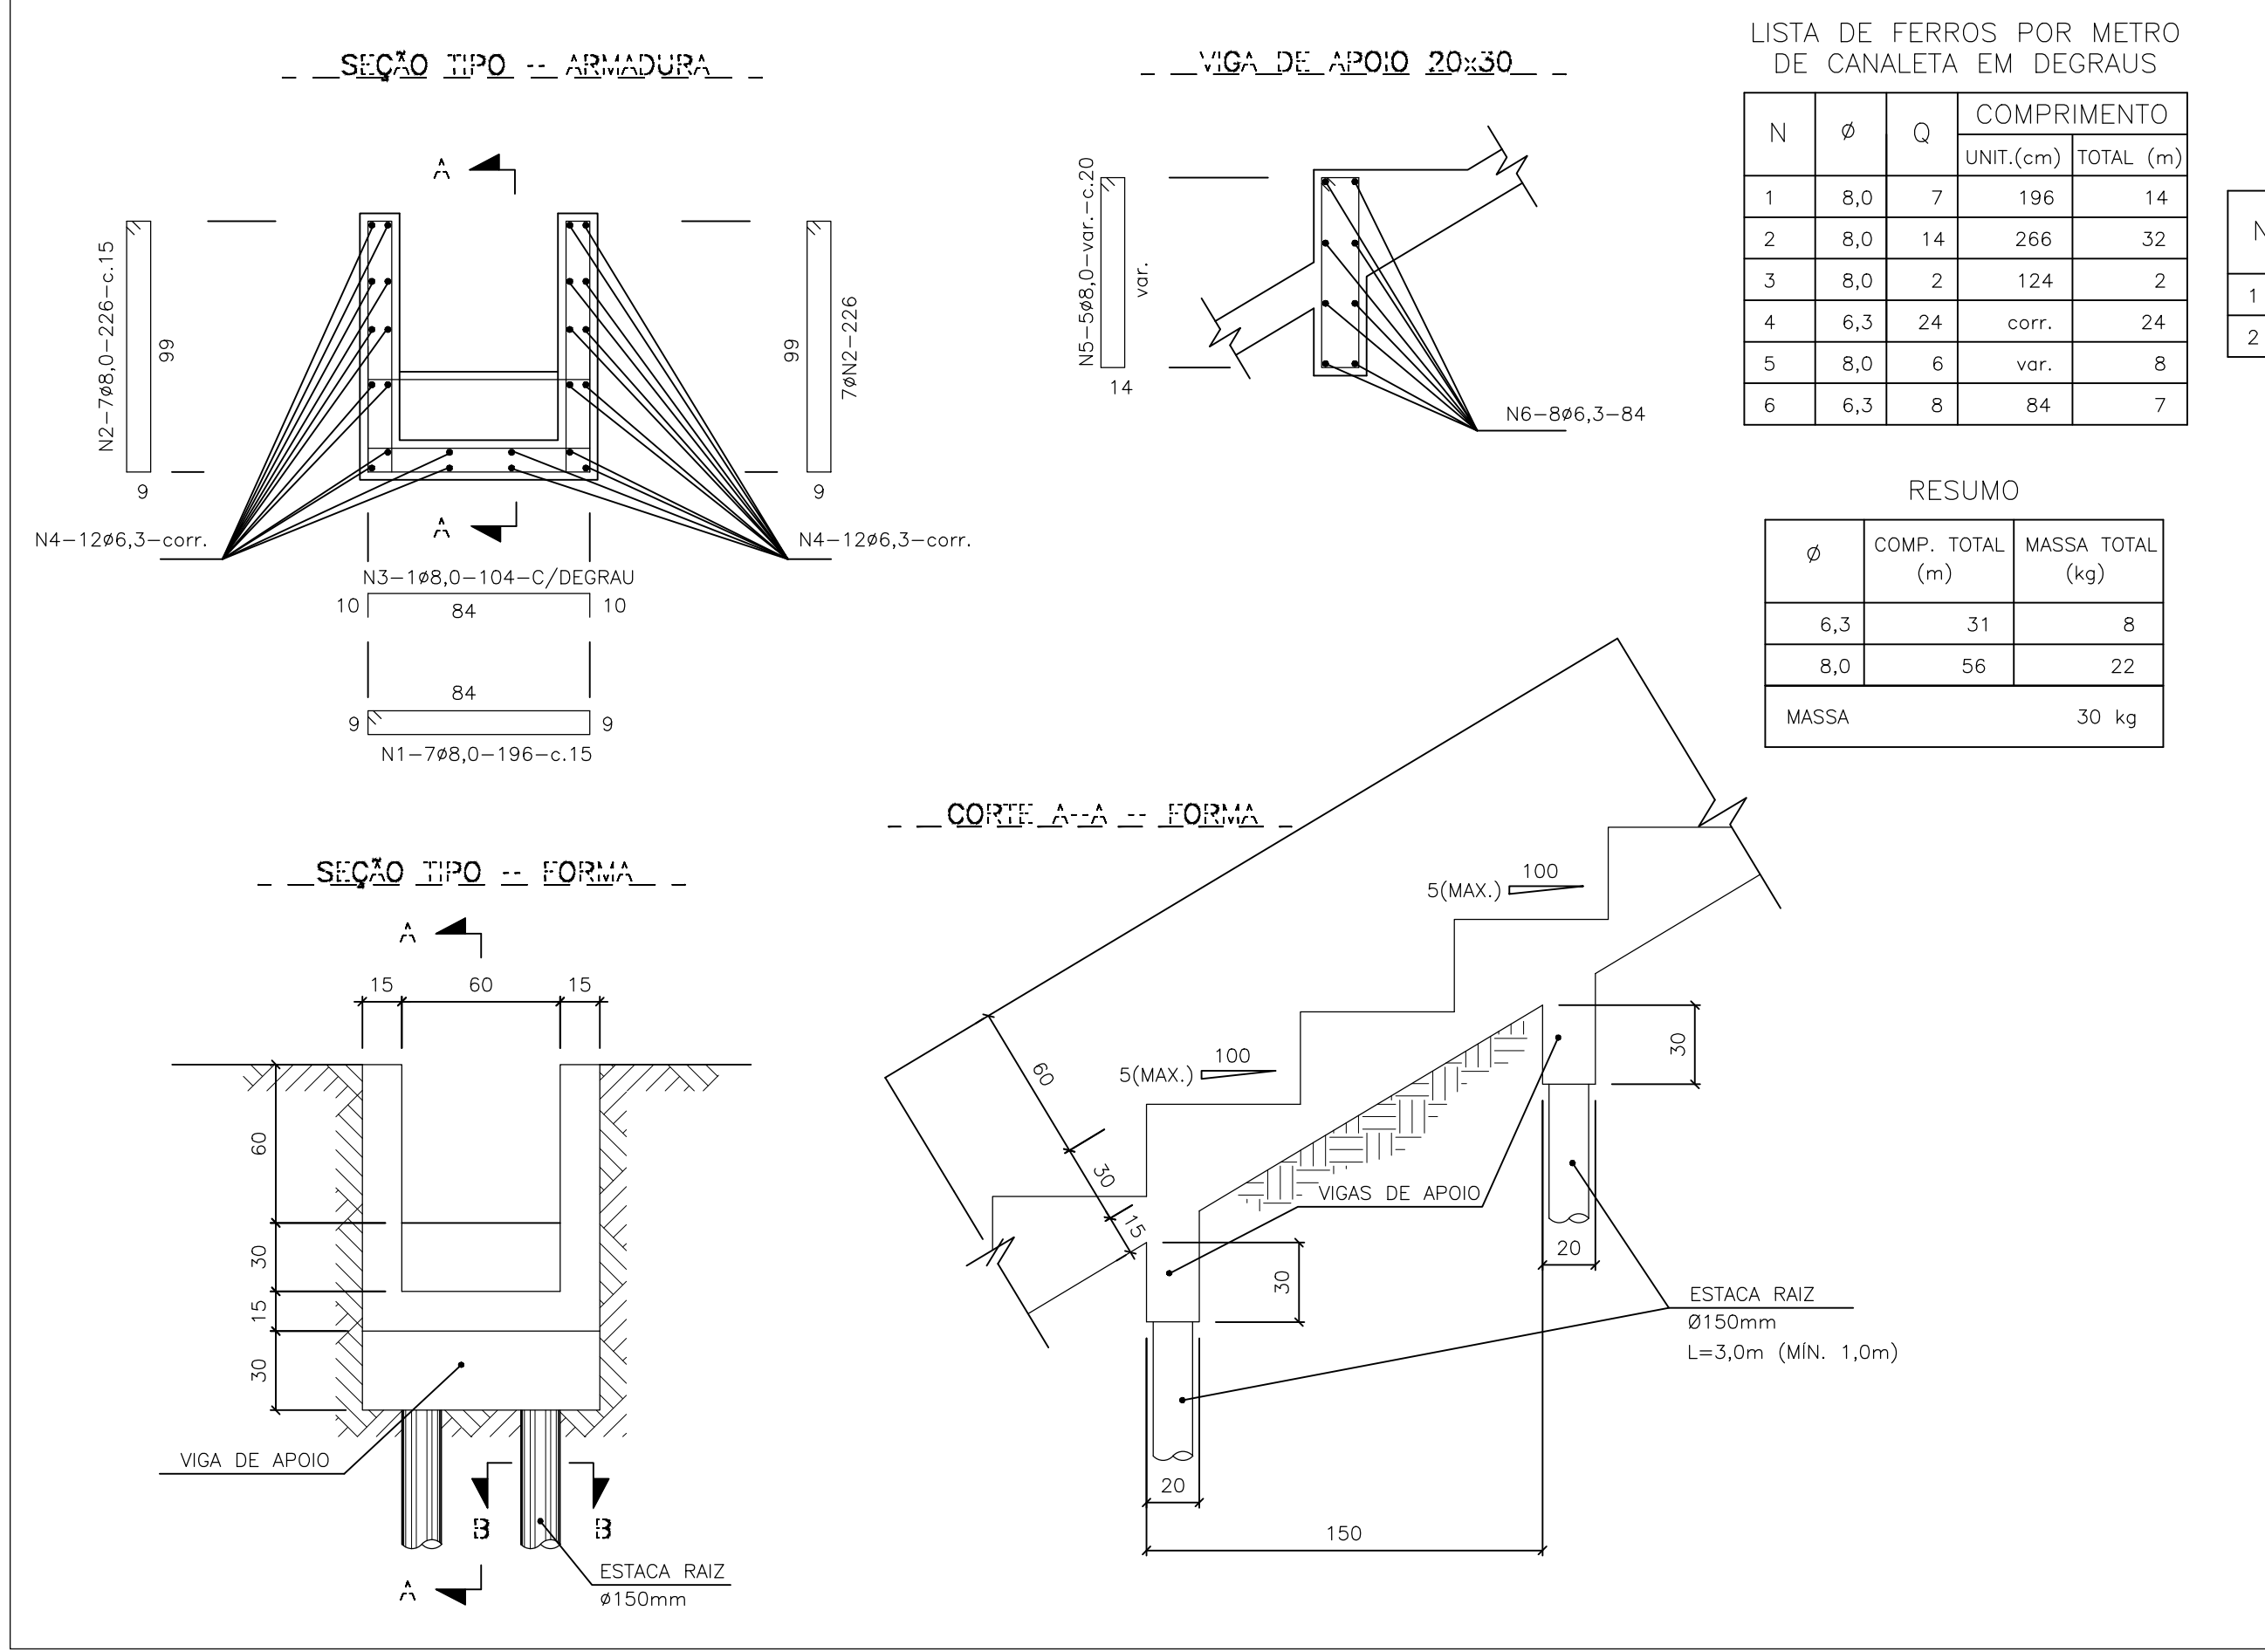 SEÇÃO TIPO -- ARMADURA
A
N2-7ø8,0-226-c.15
99
9
99
7øN2-226
9
A
N4-12ø6,3-corr.
N4-12ø6,3-corr.
N3-1ø8,0-104-C/DEGRAU
10
84
10
84
9
9
N1-7ø8,0-196-c.15
VIGA DE APOIO 20x30
N5-5ø8,0-var.-c.20
var.
14
N6-8ø6,3-84
LISTA DE FERROS POR METRO
DE CANALETA EM DEGRAUS
N Ø Q COMPRIMENTO
UNIT.(cm) TOTAL (m)
1 8,0 7 196 14
2 8,0 14 266 32
3 8,0 2 124 2
4 6,3 24 corr. 24
5 8,0 6 var. 8
6 6,3 8 84 7
1
2
RESUMO
Ø COMP. TOTAL (m) MASSA TOTAL (kg)
6,3 31 8
8,0 56 22
MASSA 30 kg
SEÇÃO TIPO -- FORMA
A
15 60 15
60
30
15
30
VIGA DE APOIO
B B
A
ESTACA RAIZ
ø150mm
CORTE A--A -- FORMA
5(MAX.) 100
5(MAX.) 100
60
30
15
VIGAS DE APOIO
30
30
20
20
150
ESTACA RAIZ
Ø150mm
L=3,0m (MÍN. 1,0m)